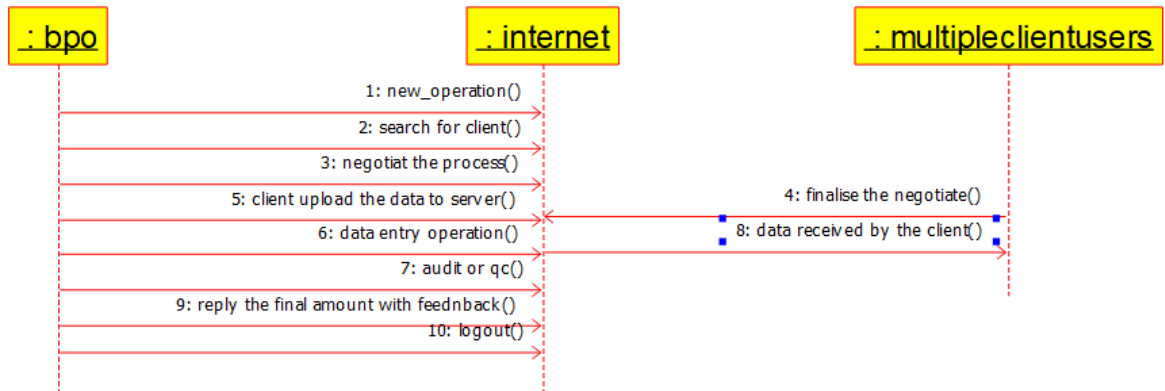 : bpo
: internet
: multipleclientusers
1: new_operation()
2: search for client()
3: negotiat the process()
4: finalise the negotiate()
5: client upload the data to server()
8: data received by the client()
6: data entry operation()
7: audit or qc()
9: reply the final amount with feednback()
10: logout()